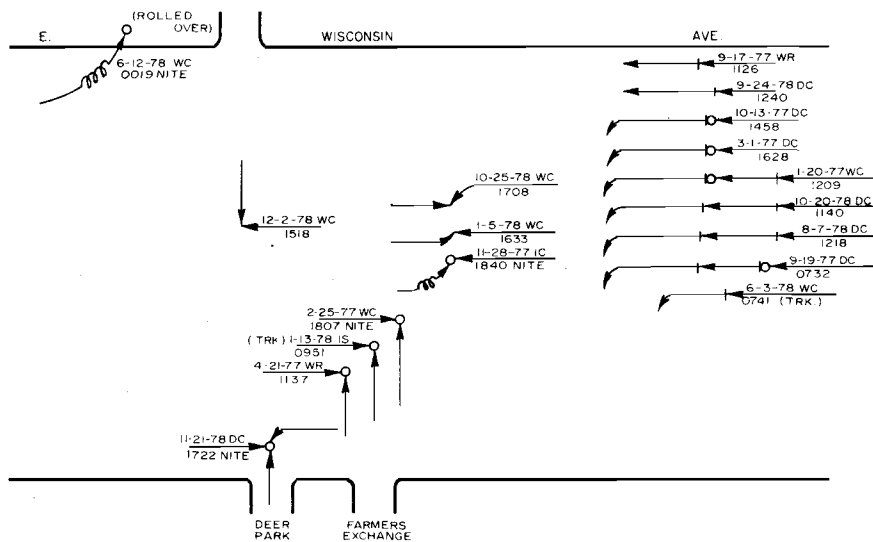 (ROLLED
OVER)
E.
WISCONSIN
AVE.
6-12-78 WC
0019 NITE
9-17-77 WR
1126
9-24-78 DC
1240
10-13-77 DC
1458
3-1-77 DC
1628
1-20-77 WC
1209
10-20-78 DC
1140
8-7-78 DC
1218
9-19-77 DC
0732
6-3-78 WC
0741 (TRK.)
10-25-78 WC
1708
12-2-78 WC
1518
1-5-78 WC
1633
11-28-77 IC
1840 NITE
2-25-77 WC
1807 NITE
(TRK) 1-13-78 IS
0951
4-21-77 WR
1137
11-21-78 DC
1722 NITE
DEER
PARK
FARMERS
EXCHANGE